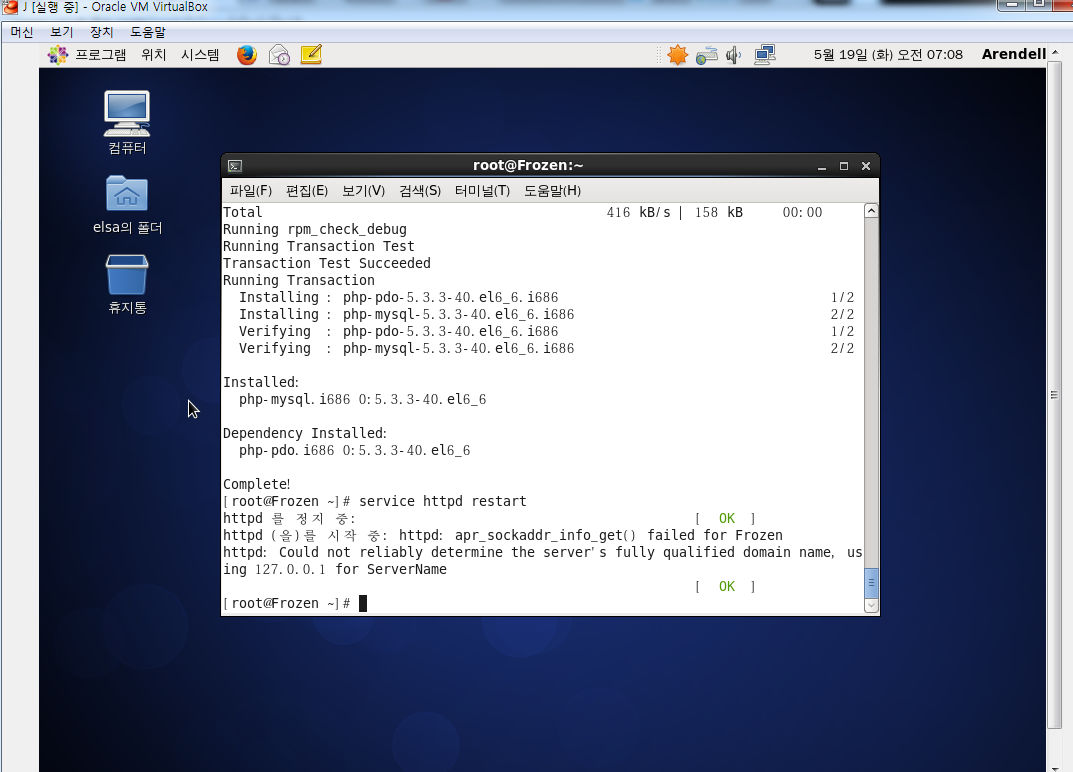 J [실행 중] - Oracle VM VirtualBox
머신 보기 장치 도움말
프로그램 위치 시스템 5월 19일 (화) 오전 07:08 Arendell
컴퓨터
elsa의 폴더
휴지통
root@Frozen:~
파일(F) 편집(E) 보기(V) 검색(S) 터미널(T) 도움말(H)
Total 416 kB/s | 158 kB 00:00
Running rpm_check_debug
Running Transaction Test
Transaction Test Succeeded
Running Transaction
Installing : php-pdo-5.3.3-40.el6_6.i686 1/2
Installing : php-mysql-5.3.3-40.el6_6.i686 2/2
Verifying : php-pdo-5.3.3-40.el6_6.i686 1/2
Verifying : php-mysql-5.3.3-40.el6_6.i686 2/2
Installed:
php-mysql.i686 0:5.3.3-40.el6_6
Dependency Installed:
php-pdo.i686 0:5.3.3-40.el6_6
Complete!
[root@Frozen ~]# service httpd restart
httpd 를 정지 중: [ OK ]
httpd (을)를 시작 중: httpd: apr_sockaddr_info_get() failed for Frozen
httpd: Could not reliably determine the server's fully qualified domain name, us
ing 127.0.0.1 for ServerName
[ OK ]
[root@Frozen ~]#